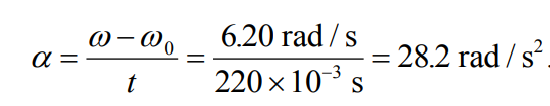 α = (ω − ω₀) / t = (6.20 rad / s) / (220 × 10⁻³ s) = 28.2 rad / s².